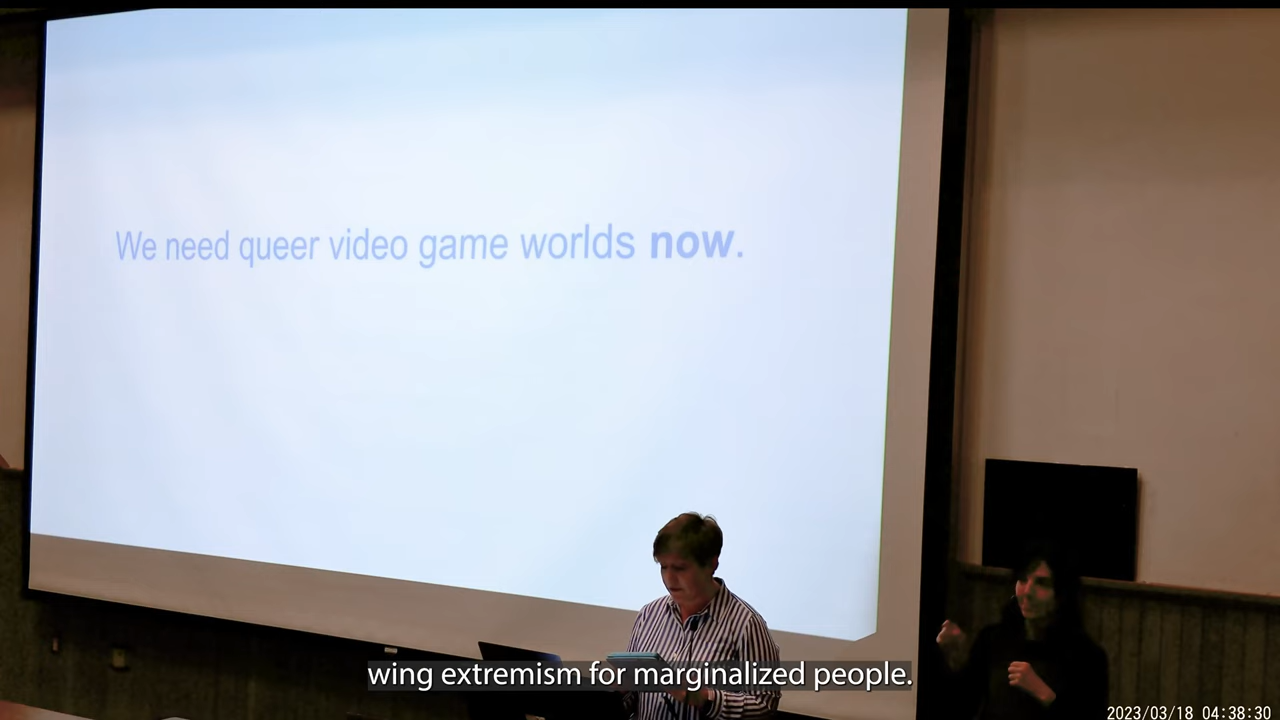 We need queer video game worlds now.
wing extremism for marginalized people.
2023/03/18 04:38:30